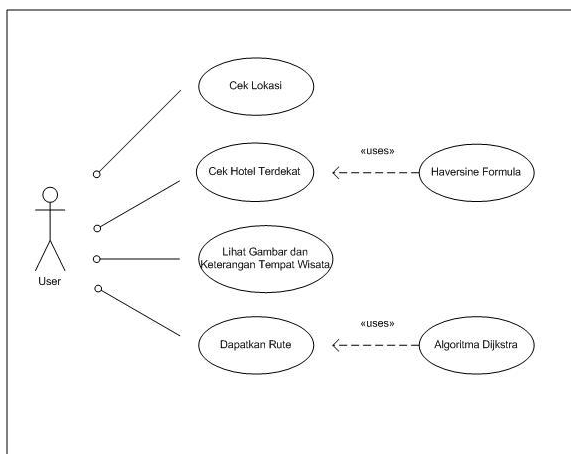 Cek Lokasi
«uses»
Cek Hotel Terdekat
Haversine Formula
Lihat Gambar dan
Keterangan Tempat Wisata
User
«uses»
Dapatkan Rute
Algoritma Dijkstra